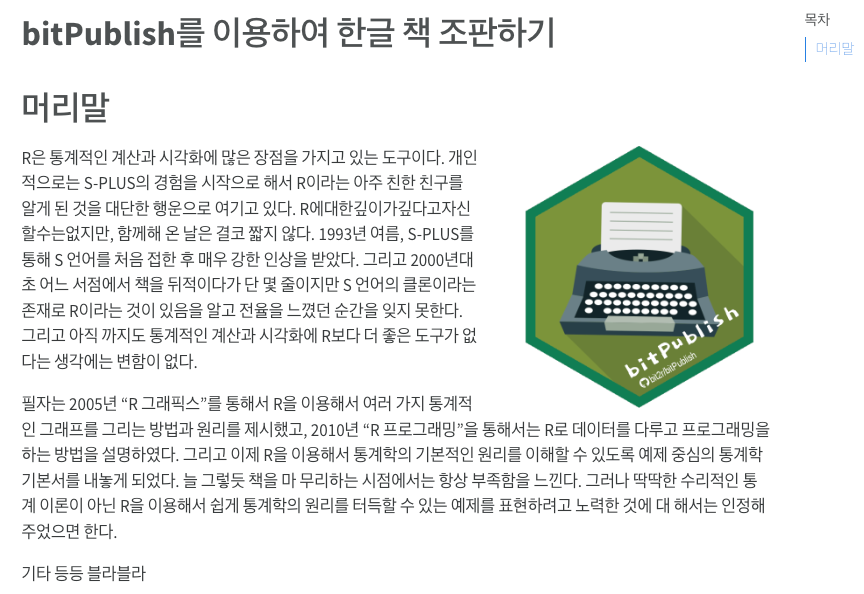 bitPublish를 이용하여 한글 책 조판하기
목차
머리말
머리말
R은 통계적인 계산과 시각화에 많은 장점을 가지고 있는 도구이다. 개인
적으로는 S-PLUS의 경험을 시작으로 해서 R이라는 아주 친한 친구를
알게 된 것을 대단한 행운으로 여기고 있다. R에대한깊이가깊다고자신
할수는없지만, 함께해 온 날은 결코 짧지 않다. 1993년 여름, S-PLUS를
통해 S 언어를 처음 접한 후 매우 강한 인상을 받았다. 그리고 2000년대
초 어느 서점에서 책을 뒤적이다가 단 몇 줄이지만 S 언어의 클론이라는
존재로 R이라는 것이 있음을 알고 전율을 느꼈던 순간을 잊지 못한다.
그리고 아직 까지도 통계적인 계산과 시각화에 R보다 더 좋은 도구가 없
다는 생각에는 변함이 없다.
bitPublish
bit2r/bitPublish
필자는 2005년 “R 그래픽스”를 통해서 R을 이용해서 여러 가지 통계적
인 그래프를 그리는 방법과 원리를 제시했고, 2010년 “R 프로그래밍”을 통해서는 R로 데이터를 다루고 프로그래밍을
하는 방법을 설명하였다. 그리고 이제 R을 이용해서 통계학의 기본적인 원리를 이해할 수 있도록 예제 중심의 통계학
기본서를 내놓게 되었다. 늘 그렇듯 책을 마 무리하는 시점에서는 항상 부족함을 느낀다. 그러나 딱딱한 수리적인 통
계 이론이 아닌 R을 이용해서 쉽게 통계학의 원리를 터득할 수 있는 예제를 표현하려고 노력한 것에 대 해서는 인정해
주었으면 한다.
기타 등등 블라블라